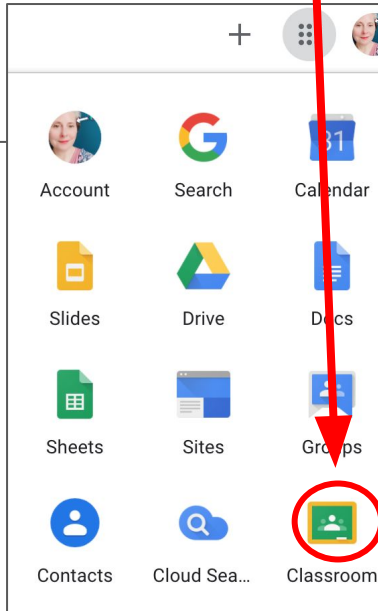 31
Account Search Calendar
Slides Drive Docs
Sheets Sites Groups
Contacts Cloud Sea... Classroom